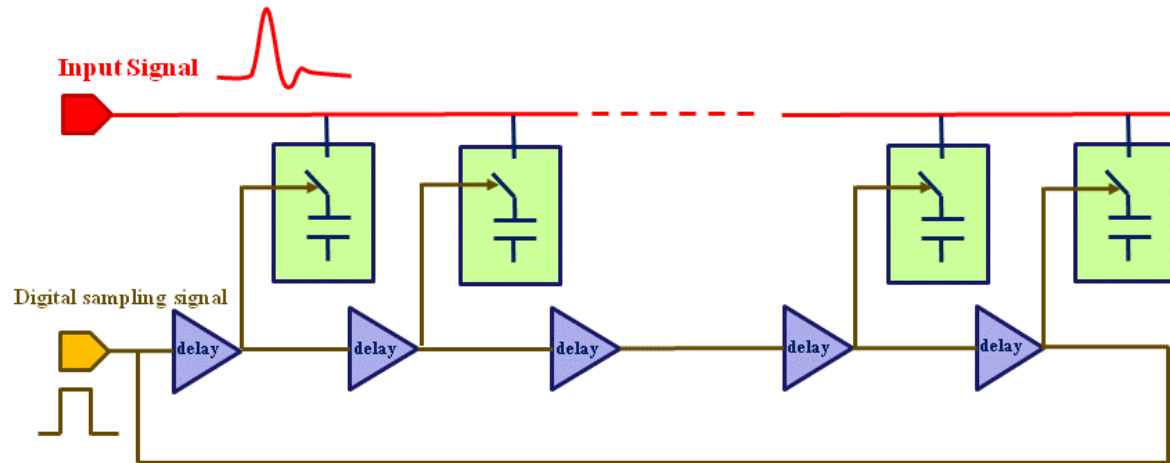 Input Signal
Digital sampling signal
delay
delay
delay
delay
delay